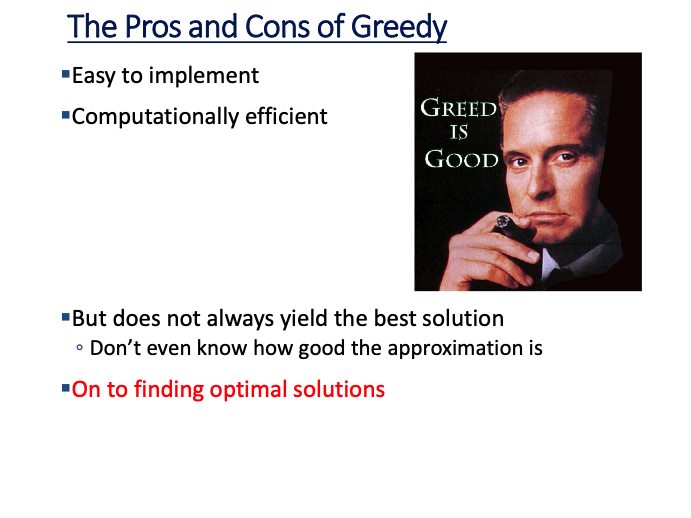 The Pros and Cons of Greedy
▪Easy to implement
▪Computationally efficient
GREED
IS
GOOD
▪But does not always yield the best solution
◦ Don’t even know how good the approximation is
▪On to finding optimal solutions